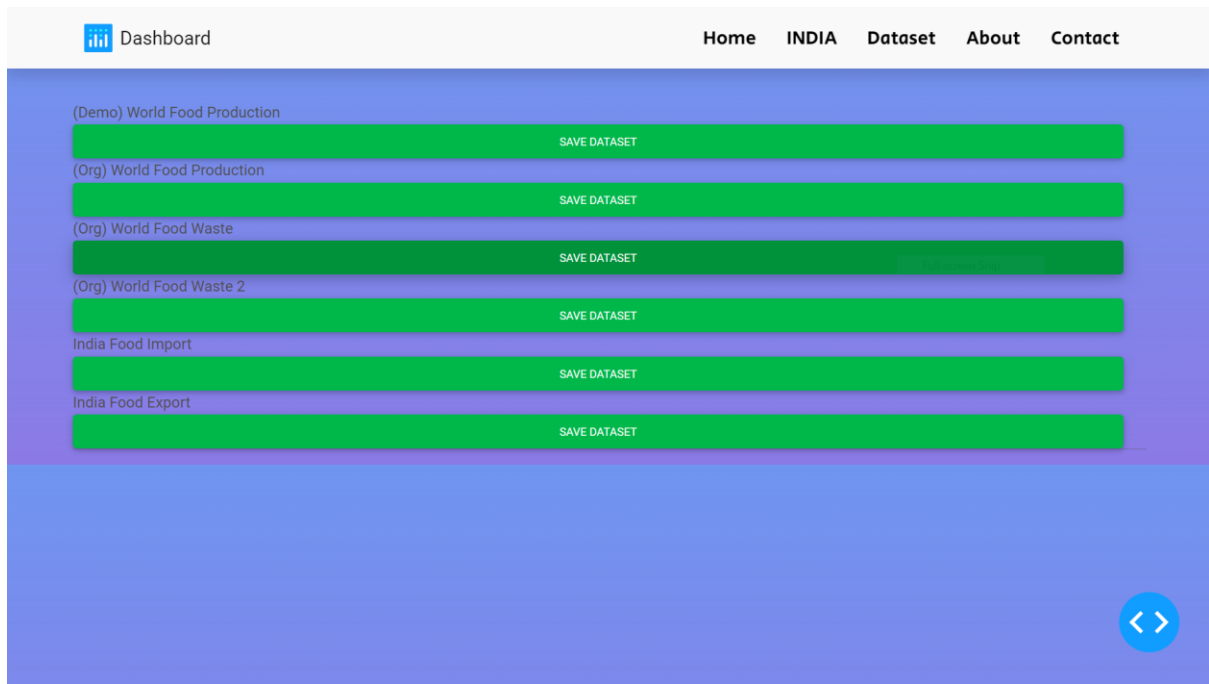 Dashboard Home INDIA Dataset About Contact
(Demo) World Food Production
SAVE DATASET
(Org) World Food Production
SAVE DATASET
(Org) World Food Waste
SAVE DATASET
(Org) World Food Waste 2
SAVE DATASET
India Food Import
SAVE DATASET
India Food Export
SAVE DATASET